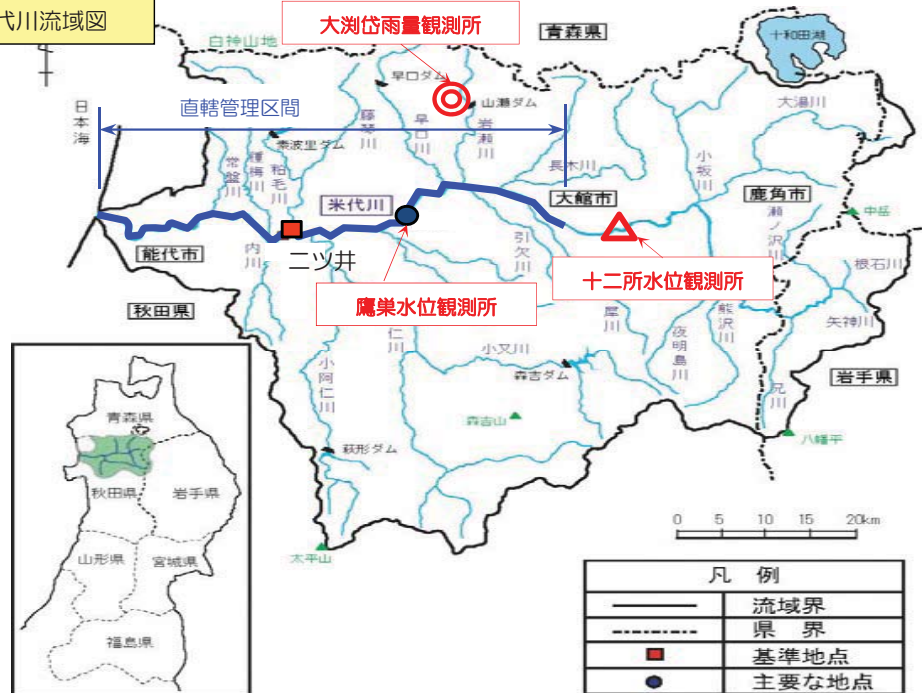 代川流域図
大渕岱雨量観測所
青森県
十和田湖
白神山地
早口ダム
山瀬ダム
大湯川
日本海
直轄管理区間
藤琴川
早口川
岩瀬川
素波里ダム
長木川
小坂川
常盤川
種梅川
粕毛川
米代川
大館市
鹿角市
瀬ノ沢川
中岳
能代市
内川
二ツ井
引欠川
根石川
十二所水位観測所
鷹巣水位観測所
秋田県
仁川
犀川
熊沢川
夜明島川
矢神川
小阿仁川
小又川
森吉ダム
岩手県
兄川
森吉山
八幡平
萩形ダム
太平山
青森県
秋田県
岩手県
山形県
宮城県
福島県
0 5 10 15 20km
凡 例
流域界
県 界
基準地点
主要な地点